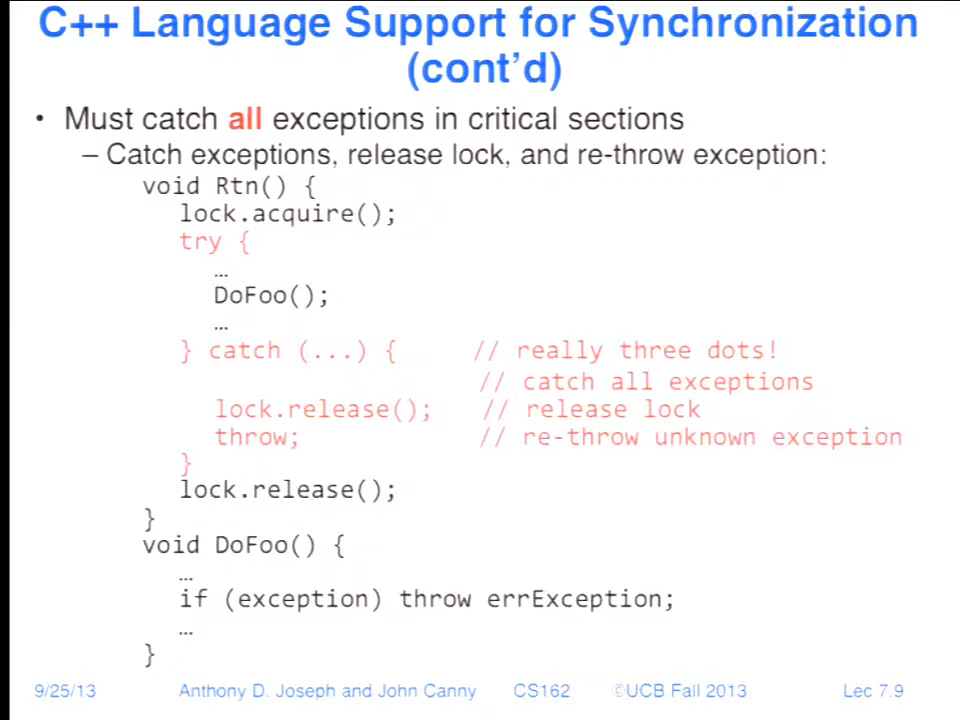 C++ Language Support for Synchronization
(cont'd)
• Must catch all exceptions in critical sections
– Catch exceptions, release lock, and re-throw exception:
void Rtn() {
lock.acquire();
try {
…
DoFoo();
…
} catch (...) { // really three dots!
// catch all exceptions
lock.release(); // release lock
throw; // re-throw unknown exception
}
lock.release();
}
void DoFoo() {
…
if (exception) throw errException;
…
}
9/25/13 Anthony D. Joseph and John Canny CS162 ©UCB Fall 2013 Lec 7.9